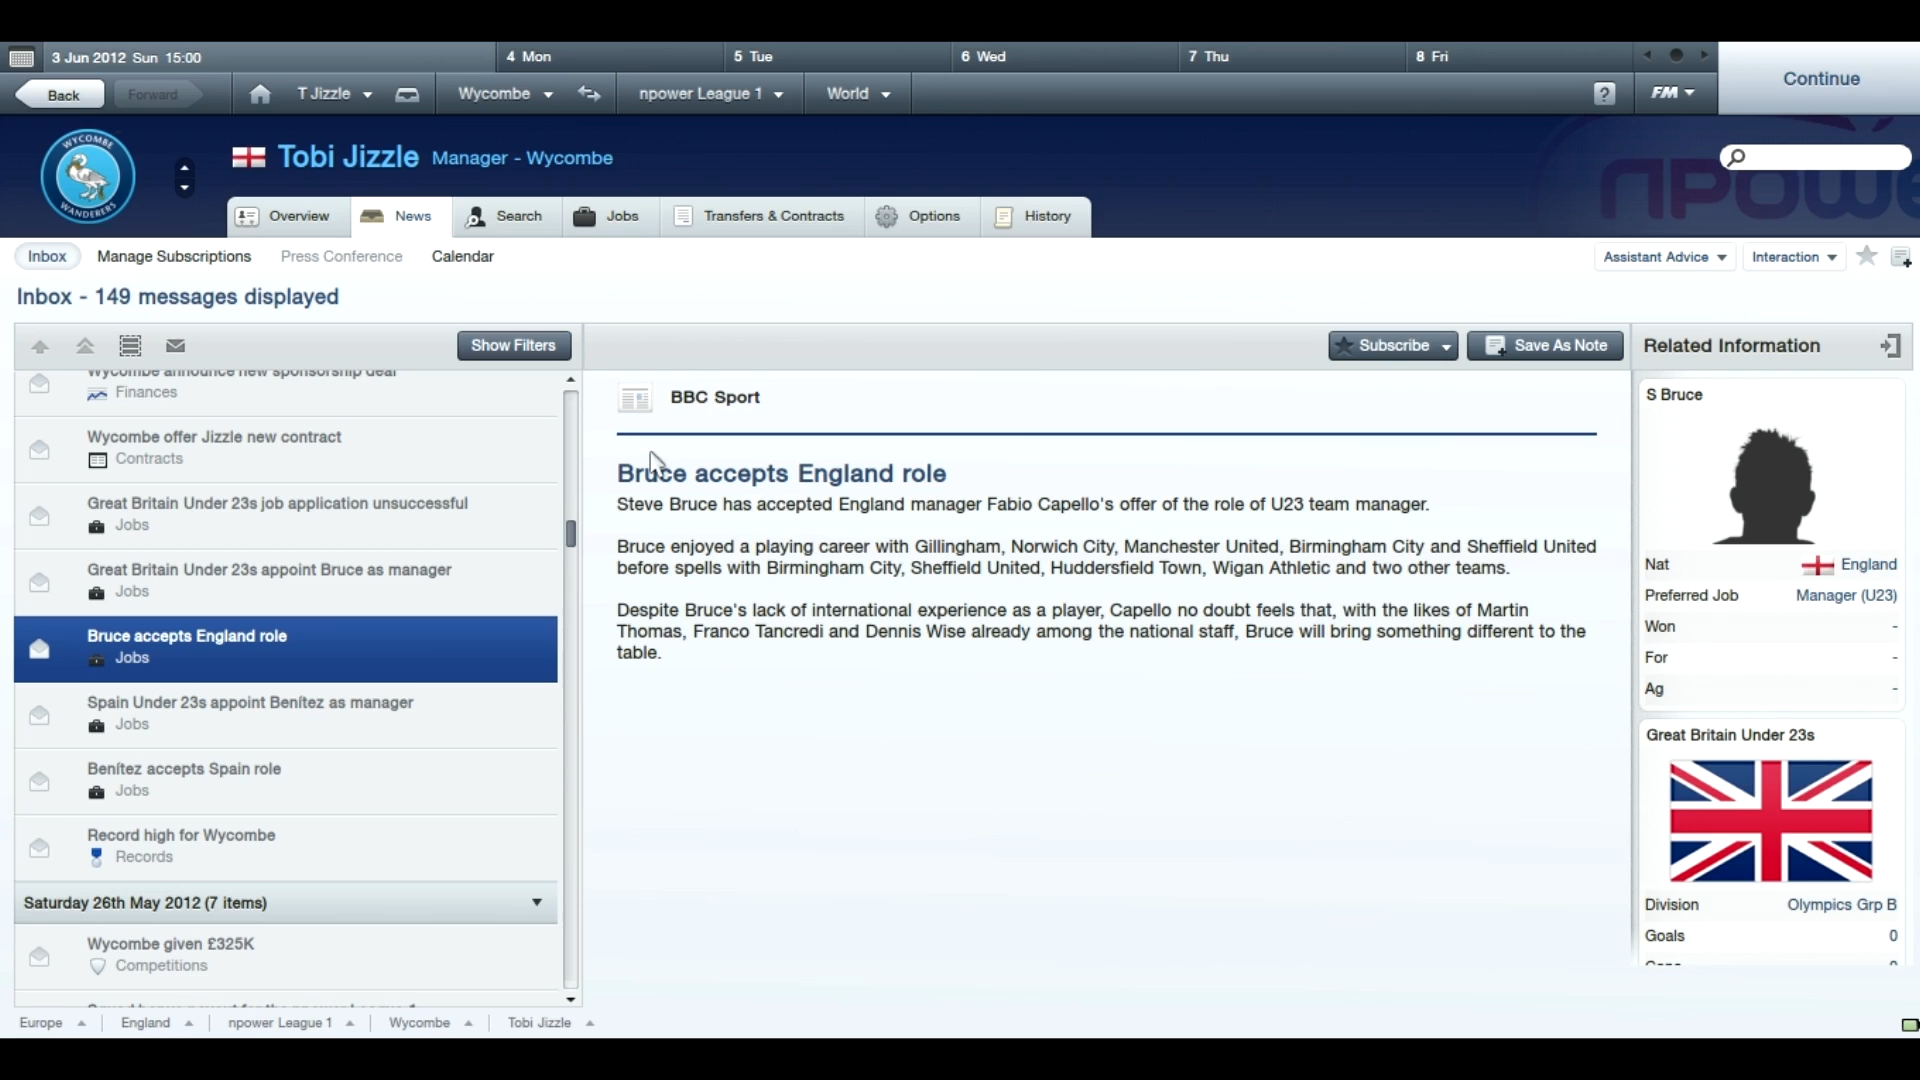 3 Jun 2012 Sun 15:00
4 Mon
5 Tue
6 Wed
7 Thu
8 Fri
Continue
Back
Forward
T Jizzle
Wycombe
npower League 1
World
?
FM
WYCOMBE
WANDERERS
Tobi Jizzle Manager - Wycombe
npowe
Overview
News
Search
Jobs
Transfers & Contracts
Options
History
Inbox
Manage Subscriptions
Press Conference
Calendar
Assistant Advice
Interaction
Inbox - 149 messages displayed
Show Filters
Subscribe
Save As Note
Related Information
Wycombe announce new sponsorship deal
Finances
Wycombe offer Jizzle new contract
Contracts
Great Britain Under 23s job application unsuccessful
Jobs
Great Britain Under 23s appoint Bruce as manager
Jobs
Bruce accepts England role
Jobs
Spain Under 23s appoint Benítez as manager
Jobs
Benítez accepts Spain role
Jobs
Record high for Wycombe
Records
Saturday 26th May 2012 (7 items)
Wycombe given £325K
Competitions
BBC Sport
Bruce accepts England role
Steve Bruce has accepted England manager Fabio Capello's offer of the role of U23 team manager.
Bruce enjoyed a playing career with Gillingham, Norwich City, Manchester United, Birmingham City and Sheffield United
before spells with Birmingham City, Sheffield United, Huddersfield Town, Wigan Athletic and two other teams.
Despite Bruce's lack of international experience as a player, Capello no doubt feels that, with the likes of Martin
Thomas, Franco Tancredi and Dennis Wise already among the national staff, Bruce will bring something different to the
table.
S Bruce
Nat England
Preferred Job Manager (U23)
Won -
For -
Ag -
Great Britain Under 23s
Division Olympics Grp B
Goals 0
Europe
England
npower League 1
Wycombe
Tobi Jizzle